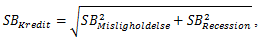 SB_Kredit = √(SB²_Misligholdelse + SB²_Recession),